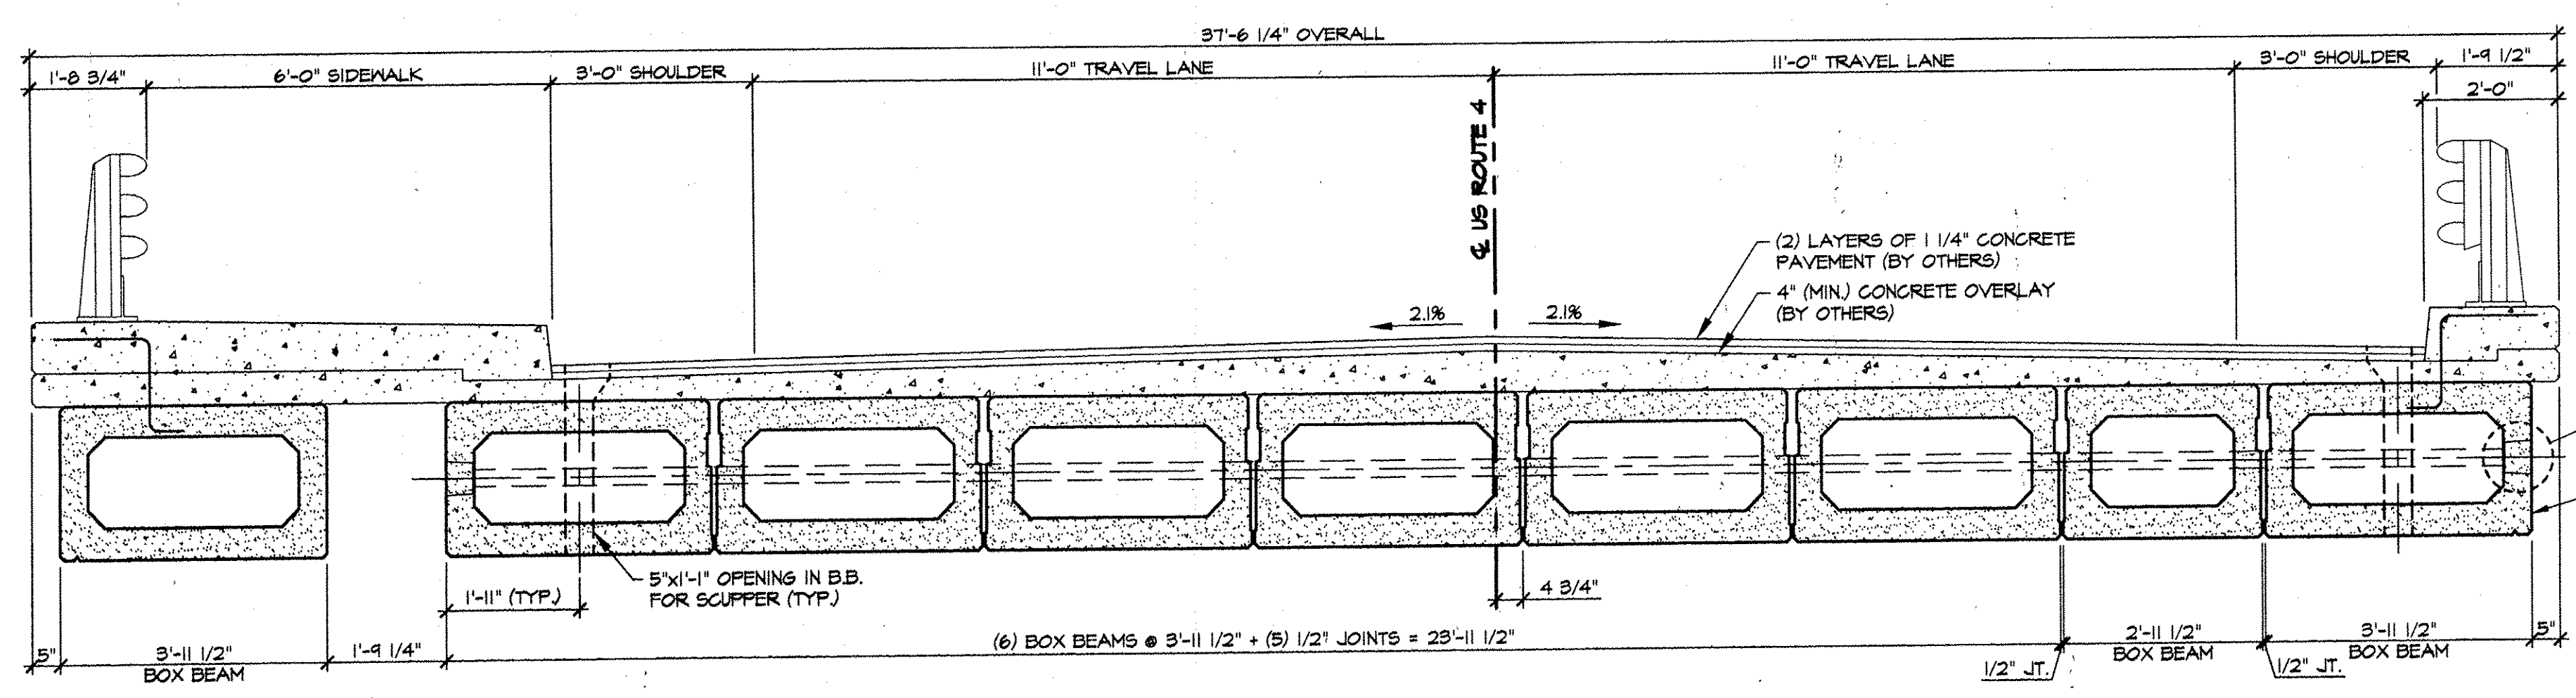 37'-6 1/4" OVERALL
1'-8 3/4"
6'-0" SIDEWALK
3'-0" SHOULDER
11'-0" TRAVEL LANE
11'-0" TRAVEL LANE
3'-0" SHOULDER
1'-9 1/2"
2'-0"
℄ US ROUTE 4
(2) LAYERS OF 1 1/4" CONCRETE
PAVEMENT (BY OTHERS)
4" (MIN.) CONCRETE OVERLAY
(BY OTHERS)
2.1%
2.1%
5"x1'-1" OPENING IN B.B.
FOR SCUPPER (TYP.)
1'-11" (TYP.)
4 3/4"
5"
3'-11 1/2"
BOX BEAM
1'-9 1/4"
(6) BOX BEAMS @ 3'-11 1/2" + (5) 1/2" JOINTS = 23'-11 1/2"
1/2" JT.
2'-11 1/2"
BOX BEAM
1/2" JT.
3'-11 1/2"
BOX BEAM
5"